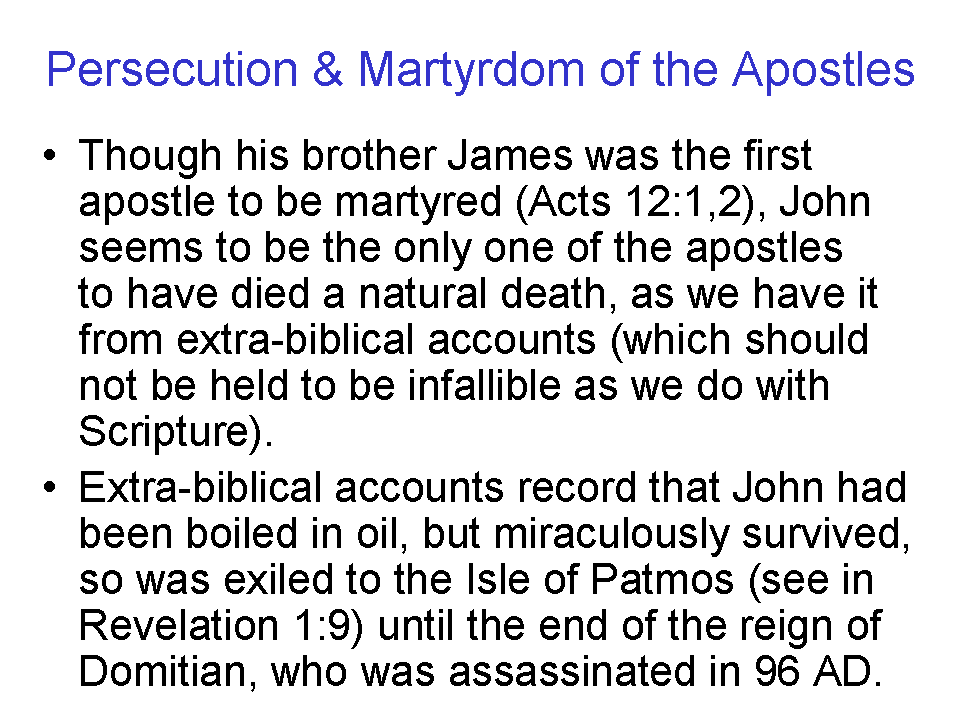 Persecution & Martyrdom of the Apostles
• Though his brother James was the first
apostle to be martyred (Acts 12:1,2), John
seems to be the only one of the apostles
to have died a natural death, as we have it
from extra-biblical accounts (which should
not be held to be infallible as we do with
Scripture).
• Extra-biblical accounts record that John had
been boiled in oil, but miraculously survived,
so was exiled to the Isle of Patmos (see in
Revelation 1:9) until the end of the reign of
Domitian, who was assassinated in 96 AD.